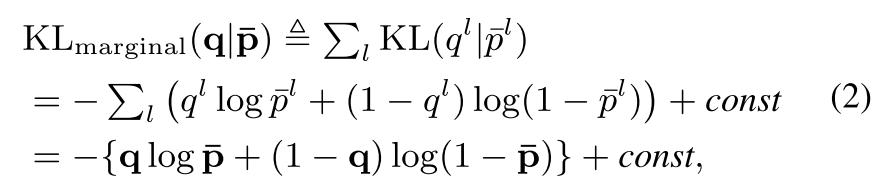 KL_marginal(𝐪|𝐩̄) ≜ ∑_l KL(q^l|p̄^l)
= −∑_l (q^l log p̄^l + (1 − q^l) log(1 − p̄^l)) + const (2)
= −{𝐪 log 𝐩̄ + (1 − 𝐪) log(1 − 𝐩̄)} + const,